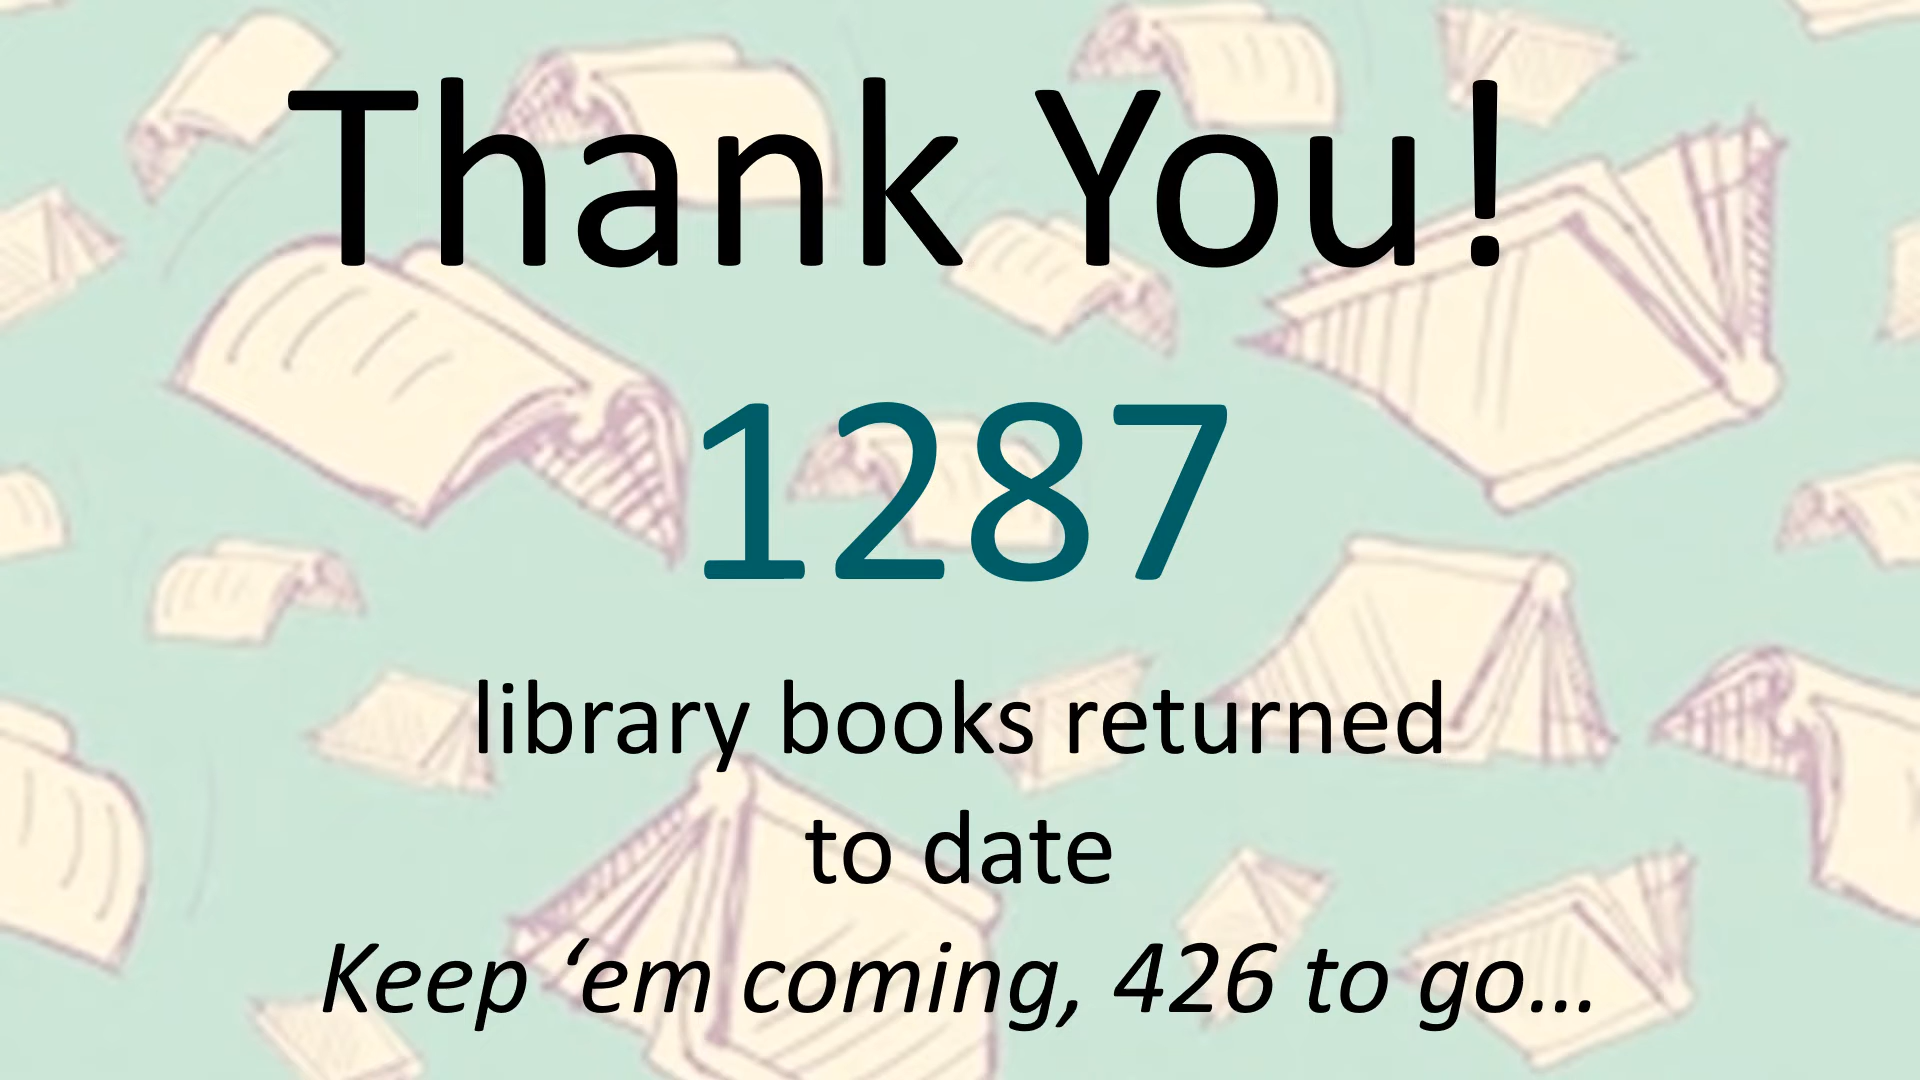 Thank You!
1287
library books returned
to date
Keep ‘em coming, 426 to go…